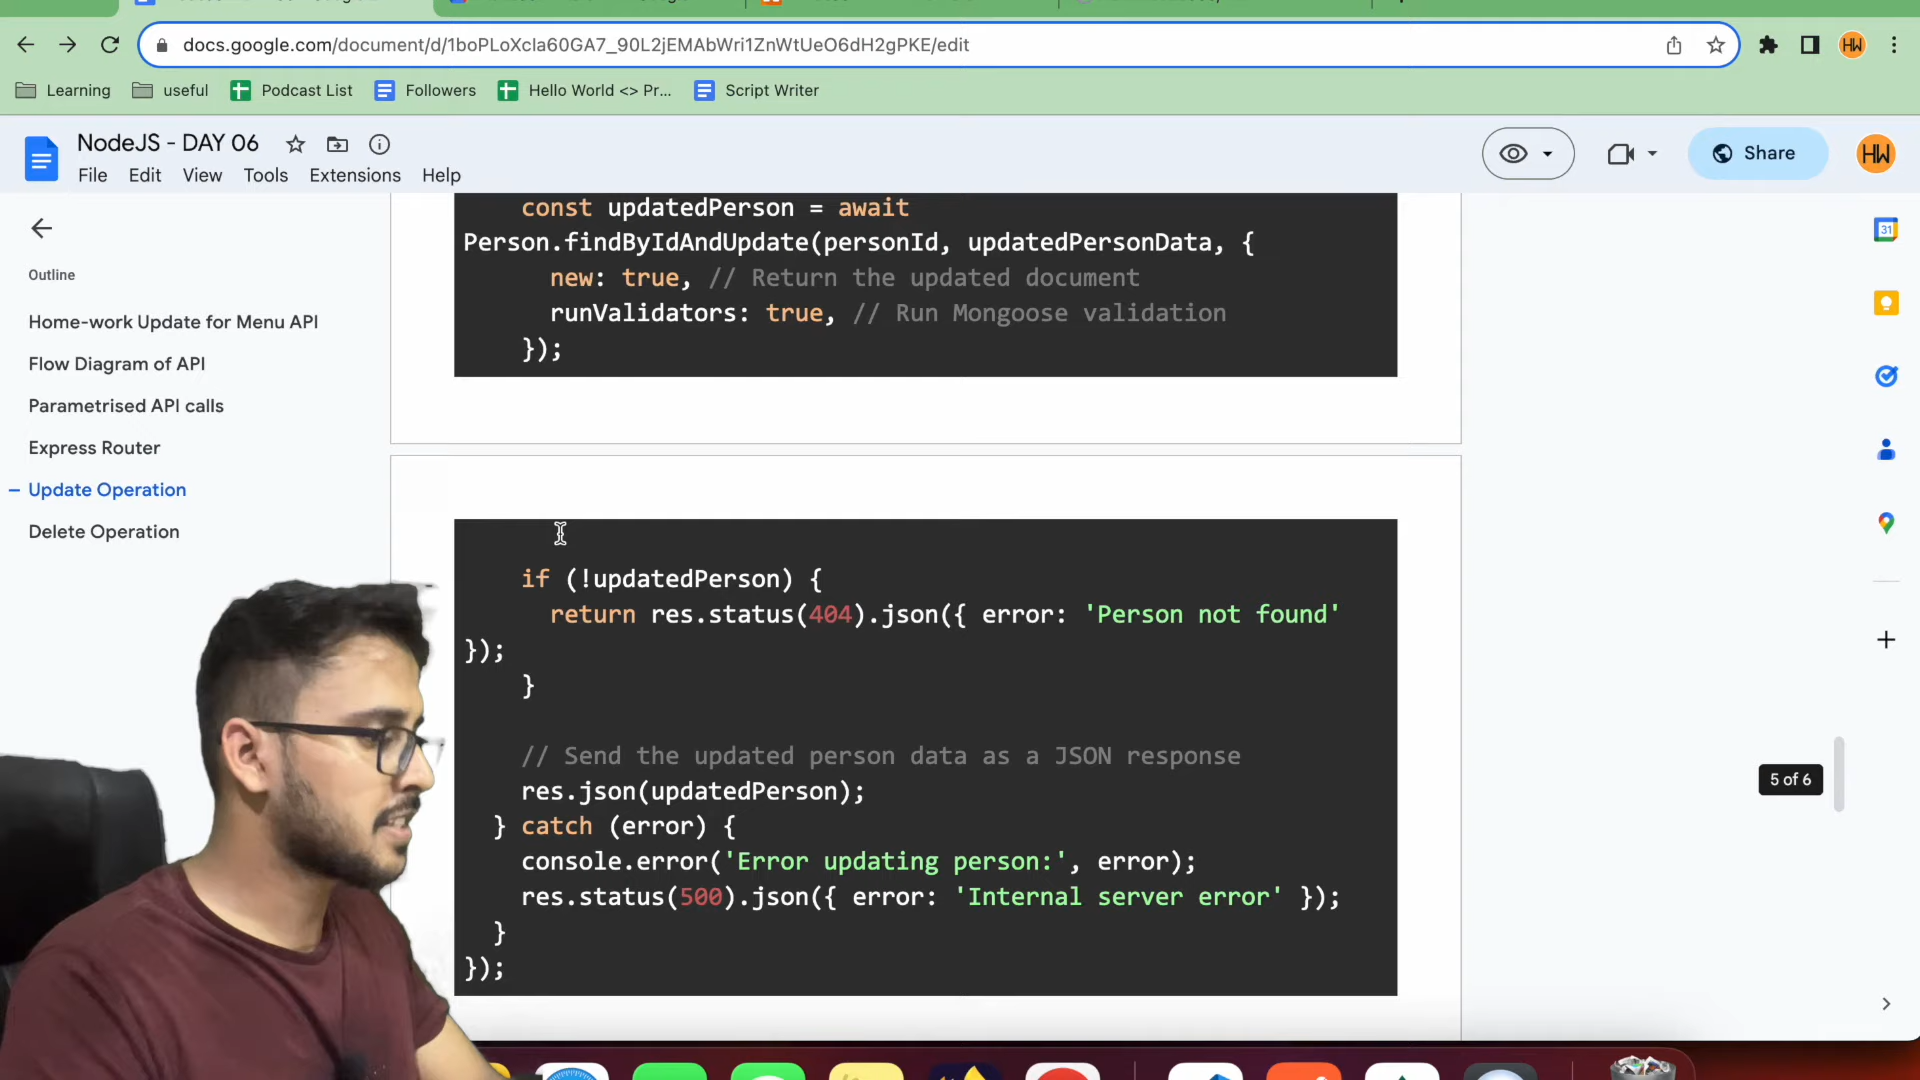 docs.google.com/document/d/1boPLoXcIa60GA7_90L2jEMAbWri1ZnWtUeO6dH2gPKE/edit
HW
Learning
useful
Podcast List
Followers
Hello World <> Pr...
Script Writer
NodeJS - DAY 06
File Edit View Tools Extensions Help
Share
HW
Outline
Home-work Update for Menu API
Flow Diagram of API
Parametrised API calls
Express Router
Update Operation
Delete Operation
const updatedPerson = await
Person.findByIdAndUpdate(personId, updatedPersonData, {
new: true, // Return the updated document
runValidators: true, // Run Mongoose validation
});
if (!updatedPerson) {
return res.status(404).json({ error: 'Person not found'
});
}
// Send the updated person data as a JSON response
res.json(updatedPerson);
} catch (error) {
console.error('Error updating person:', error);
res.status(500).json({ error: 'Internal server error' });
}
});
31
5 of 6